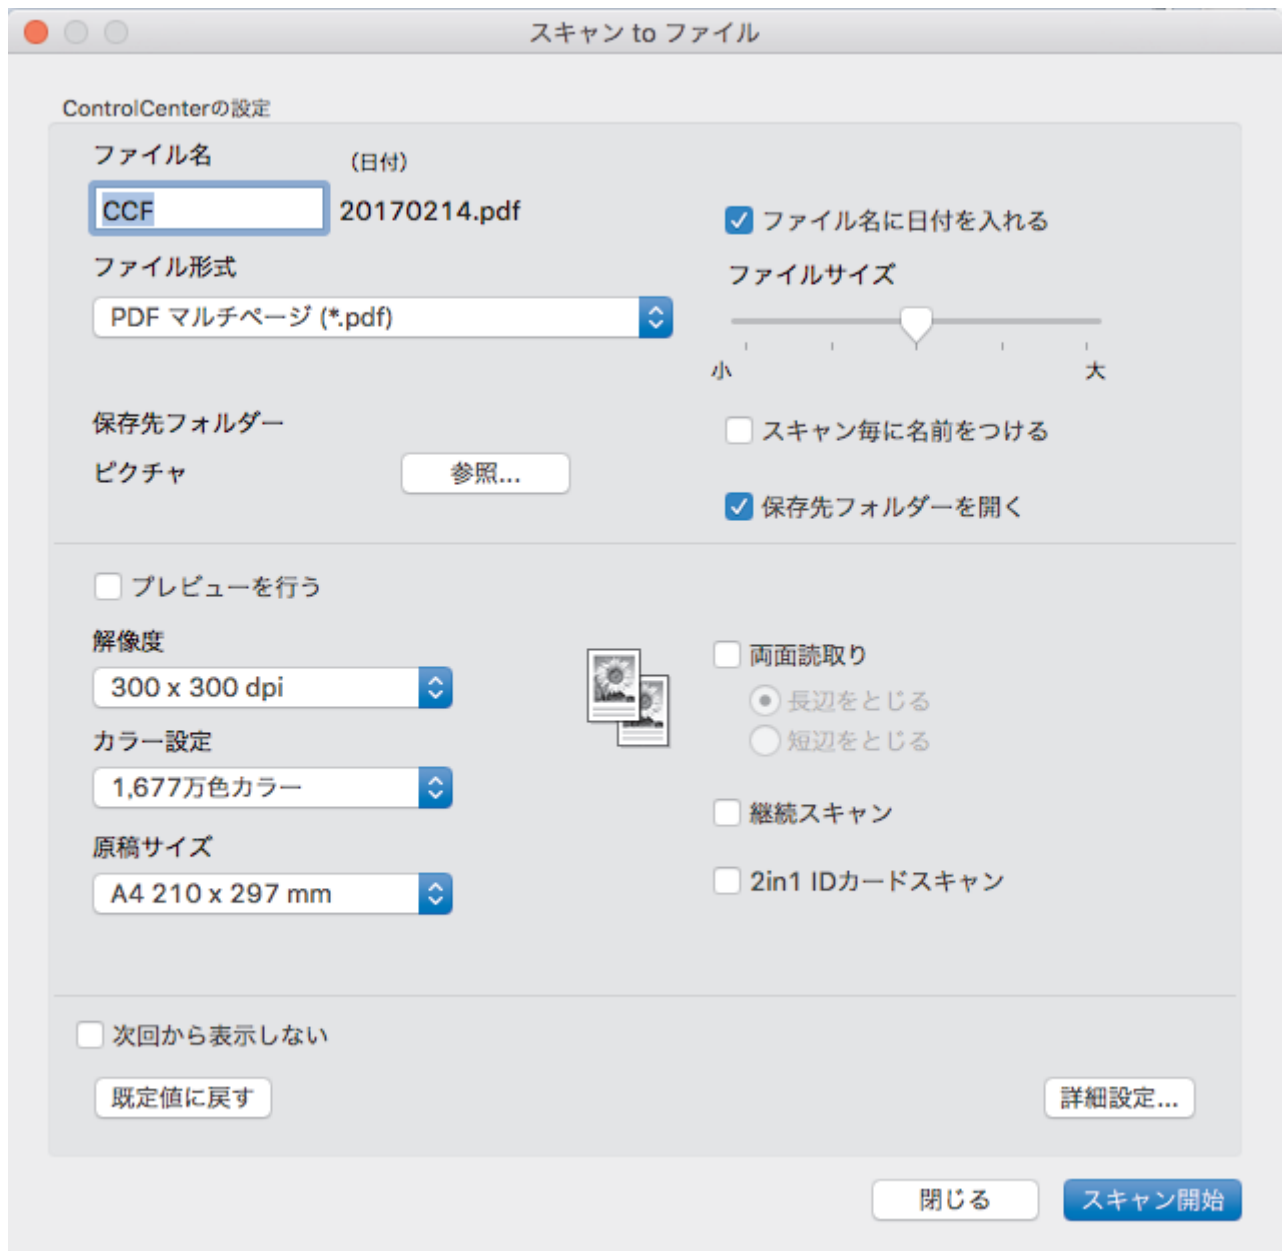 スキャン to ファイル
ControlCenterの設定
ファイル名
（日付）
CCF
20170214.pdf
ファイル名に日付を入れる
ファイル形式
PDF マルチページ (*.pdf)
ファイルサイズ
小
大
保存先フォルダー
ピクチャ
参照...
スキャン毎に名前をつける
保存先フォルダーを開く
プレビューを行う
解像度
300 x 300 dpi
カラー設定
1,677万色カラー
原稿サイズ
A4 210 x 297 mm
両面読取り
長辺をとじる
短辺をとじる
継続スキャン
2in1 IDカードスキャン
次回から表示しない
既定値に戻す
詳細設定...
閉じる
スキャン開始